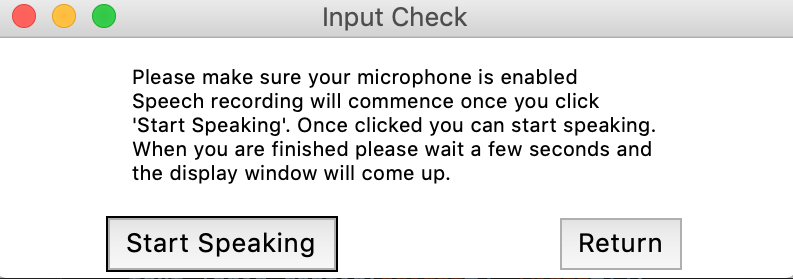 Input Check
Please make sure your microphone is enabled
Speech recording will commence once you click
'Start Speaking'. Once clicked you can start speaking.
When you are finished please wait a few seconds and
the display window will come up.
Start Speaking
Return